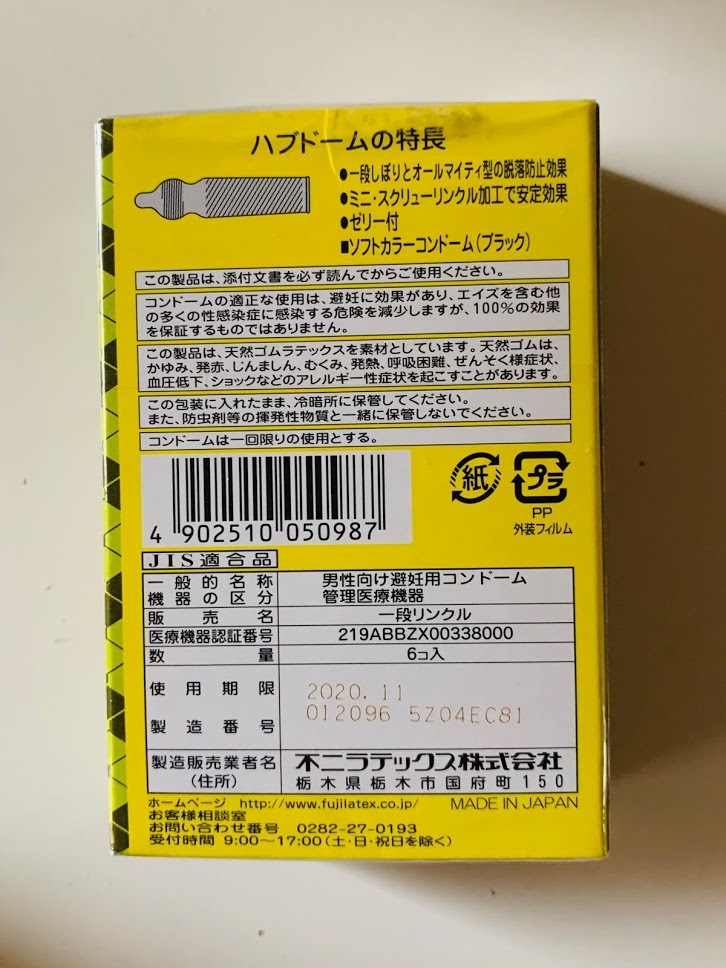 ハブドームの特長
●一段しぼりとオールマイティ型の脱落防止効果
●ミニ・スクリューリンクル加工で安定効果
●ゼリー付
■ソフトカラーコンドーム(ブラック)
この製品は、添付文書を必ず読んでからご使用ください。
コンドームの適正な使用は、避妊に効果があり、エイズを含む他
の多くの性感染症に感染する危険を減少しますが、100%の効果
を保証するものではありません。
この製品は、天然ゴムラテックスを素材としています。天然ゴムは、
かゆみ、発赤、じんましん、むくみ、発熱、呼吸困難、ぜんそく様症状、
血圧低下、ショックなどのアレルギー性症状を起こすことがあります。
この包装に入れたまま、冷暗所に保管してください。
また、防虫剤等の揮発性物質と一緒に保管しないでください。
コンドームは一回限りの使用とする。
4 902510 050987
紙
プラ
PP
外装フィルム
JIS適合品
一般的名称 男性向け避妊用コンドーム
機器の区分 管理医療機器
販売名 一段リンクル
医療機器認証番号 219ABBZX00338000
数量 6コ入
使用期限 2020.11
製造番号 012096 5Z04EC81
製造販売業者名 不二ラテックス株式会社
(住所) 栃木県栃木市国府町150
ホームページ http://www.fujilatex.co.jp/ MADE IN JAPAN
お客様相談室
お問い合わせ番号 0282-27-0193
受付時間 9:00~17:00(土・日・祝日を除く)